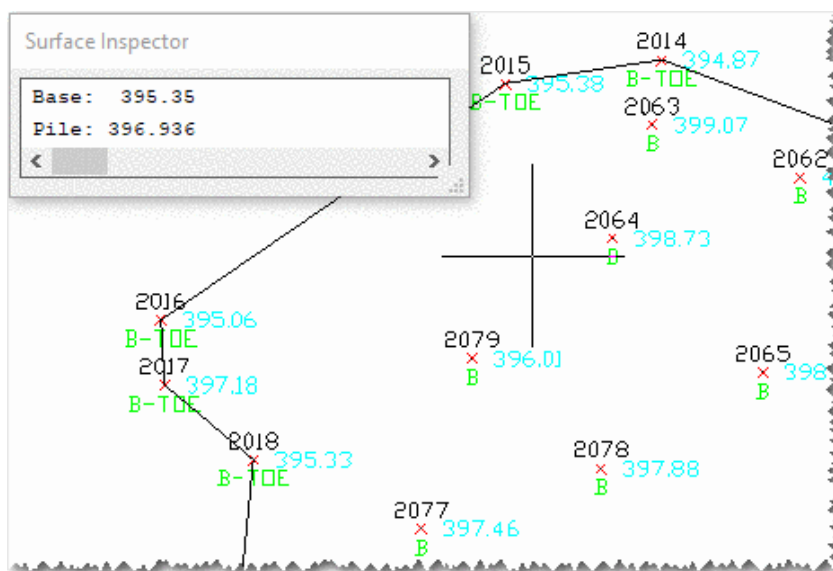 Surface Inspector
Base: 395.35
Pile: 396.936
2014
394.87
B-TOE
2015
395.38
B-TOE
2063
399.07
B
2062
B
2064
398.73
2016
395.06
B-TOE
2079
396.01
B
2017
397.18
B-TOE
2065
398
B
2018
395.33
B-TOE
2078
397.88
B
2077
397.46
B